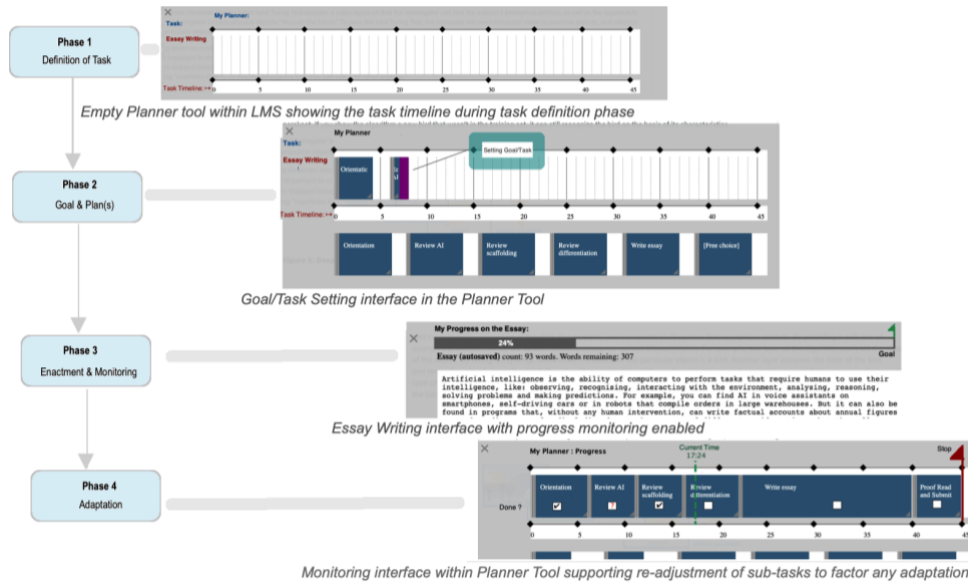 My Planner:
Task:
Essay Writing
Task Timeline:
0 5 10 15 20 25 30 35 40 45
Phase 1
Definition of Task
Empty Planner tool within LMS showing the task timeline during task definition phase
My Planner
Task:
Setting Goal/Task
Essay Writing
Orientatic
Task Timeline:
0 5 10 15 20 25 30 35 40 45
Orientation Review AI Review scaffolding Review differentiation Write essay [Free choice]
Phase 2
Goal & Plan(s)
Goal/Task Setting interface in the Planner Tool
My Progress on the Essay:
24%
Goal
Essay (autosaved) count: 93 words. Words remaining: 307
Artificial intelligence is the ability of computers to perform tasks that require humans to use their
intelligence, like: observing, recognising, interacting with the environment, analysing, reasoning,
solving problems and making predictions. For example, you can find AI in voice assistants on
smartphones, self-driving cars or in robots that compile orders in large warehouses. But it can also be
found in programs that, without any human intervention, can write factual accounts about annual figures
Phase 3
Enactment & Monitoring
Essay Writing interface with progress monitoring enabled
My Planner : Progress
Current Time
17:24
Stop
Orientation Review AI Review scaffolding Review differentiation Write essay Proof Read and Submit
Done ?
0 5 10 15 20 25 30 35 40 45
Phase 4
Adaptation
Monitoring interface within Planner Tool supporting re-adjustment of sub-tasks to factor any adaptation